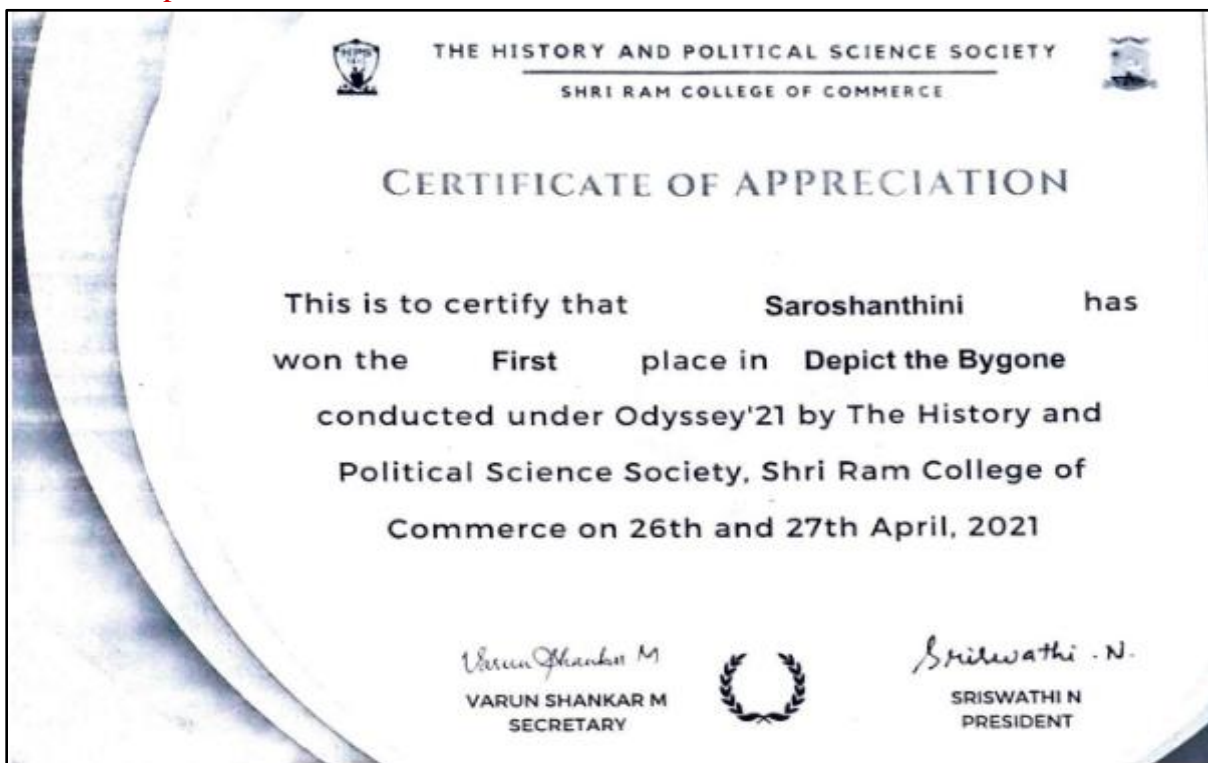 HPS
THE HISTORY AND POLITICAL SCIENCE SOCIETY
SHRI RAM COLLEGE OF COMMERCE
CERTIFICATE OF APPRECIATION
This is to certify that Saroshanthini has
won the First place in Depict the Bygone
conducted under Odyssey'21 by The History and
Political Science Society, Shri Ram College of
Commerce on 26th and 27th April, 2021
Varun Shankar M
Sriswathi . N.
VARUN SHANKAR M
SECRETARY
SRISWATHI N
PRESIDENT